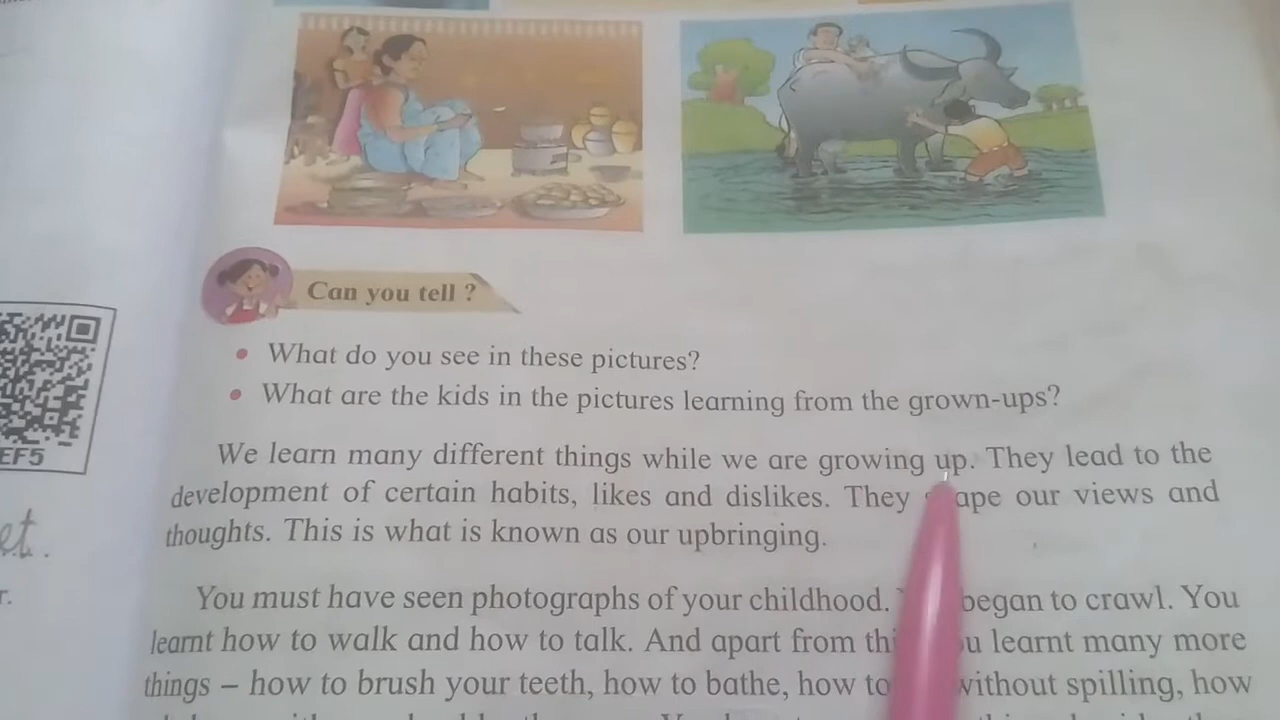 Can you tell ?
• What do you see in these pictures?
• What are the kids in the pictures learning from the grown-ups?
We learn many different things while we are growing up. They lead to the
development of certain habits, likes and dislikes. They our views and
thoughts. This is what is known as our upbringing.
You must have seen photographs of your childhood. began to crawl. You
learnt how to walk and how to talk. And apart from learnt many more
things – how to brush your teeth, how to bathe, how to without spilling, how
EF5
et.
r.